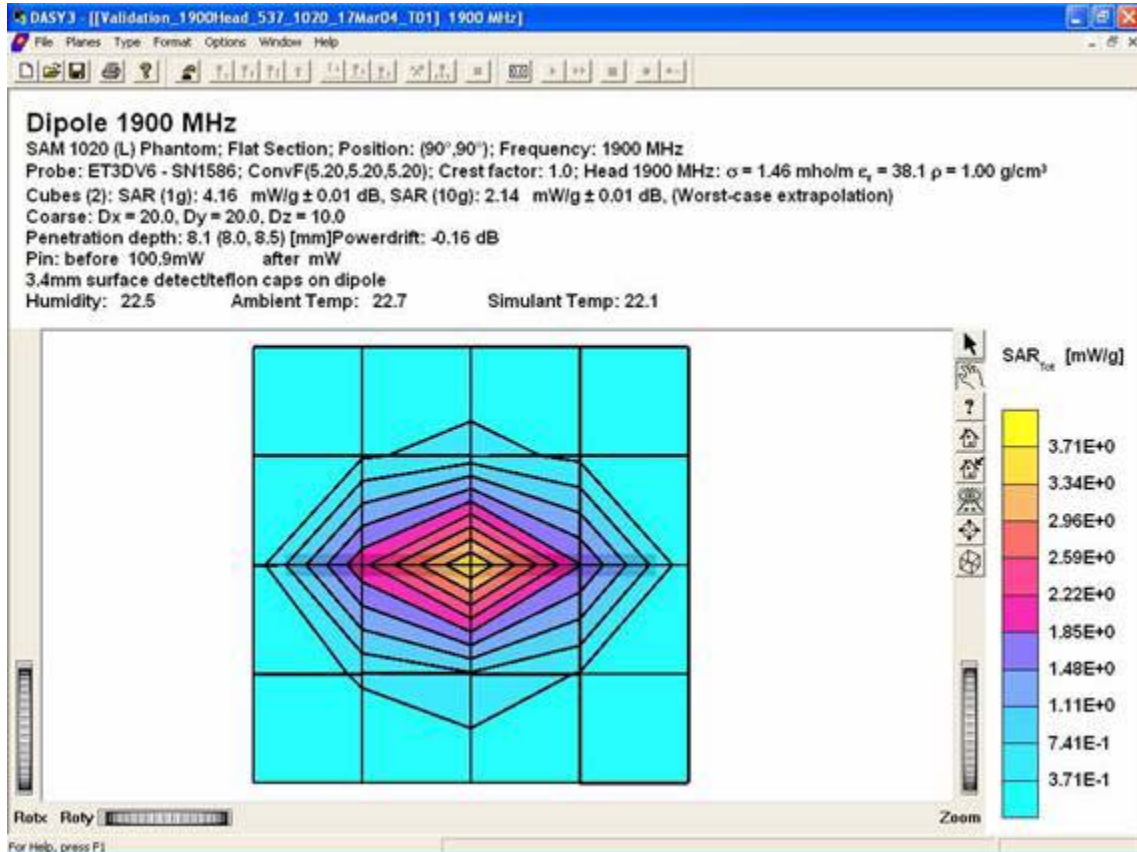 DASY3 - [[Validation_1900Head_537_1020_17Mar04_T01] 1900 MHz]
File Planes Type Format Options Window Help
Dipole 1900 MHz
SAM 1020 (L) Phantom; Flat Section; Position: (90°,90°); Frequency: 1900 MHz
Probe: ET3DV6 - SN1586; ConvF(5.20,5.20,5.20); Crest factor: 1.0; Head 1900 MHz: σ = 1.46 mho/m εr = 38.1 ρ = 1.00 g/cm³
Cubes (2): SAR (1g): 4.16 mW/g ± 0.01 dB, SAR (10g): 2.14 mW/g ± 0.01 dB, (Worst-case extrapolation)
Coarse: Dx = 20.0, Dy = 20.0, Dz = 10.0
Penetration depth: 8.1 (8.0, 8.5) [mm]Powerdrift: -0.16 dB
Pin: before 100.9mW after mW
3.4mm surface detect/teflon caps on dipole
Humidity: 22.5 Ambient Temp: 22.7 Simulant Temp: 22.1
SARTot [mW/g]
3.71E+0
3.34E+0
2.96E+0
2.59E+0
2.22E+0
1.85E+0
1.48E+0
1.11E+0
7.41E-1
3.71E-1
Rotx Roty Zoom
For Help, press F1